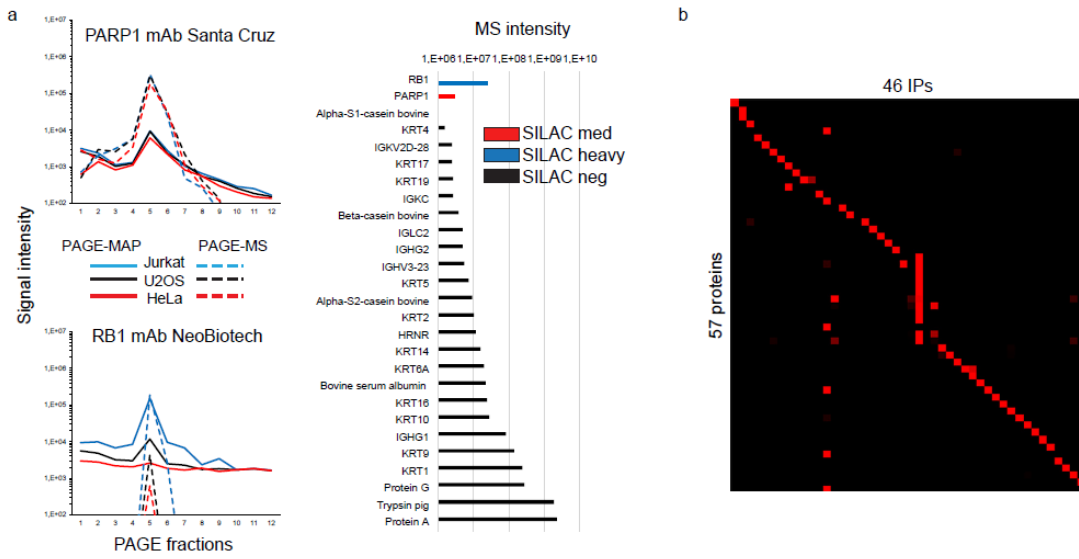 a
b
PARP1 mAb Santa Cruz
1,E+07
1,E+06
1,E+05
1,E+04
1,E+03
1,E+02
1 2 3 4 5 6 7 8 9 10 11 12
Signal intensity
PAGE-MAP PAGE-MS
Jurkat
U2OS
HeLa
RB1 mAb NeoBiotech
1,E+07
1,E+06
1,E+05
1,E+04
1,E+03
1,E+02
1 2 3 4 5 6 7 8 9 10 11 12
PAGE fractions
MS intensity
1,E+06 1,E+07 1,E+08 1,E+09 1,E+10
RB1
PARP1
Alpha-S1-casein bovine
KRT4
IGKV2D-28
KRT17
KRT19
IGKC
Beta-casein bovine
IGLC2
IGHG2
IGHV3-23
KRT5
Alpha-S2-casein bovine
KRT2
HRNR
KRT14
KRT6A
Bovine serum albumin
KRT16
KRT10
IGHG1
KRT9
KRT1
Protein G
Trypsin pig
Protein A
SILAC med
SILAC heavy
SILAC neg
46 IPs
57 proteins